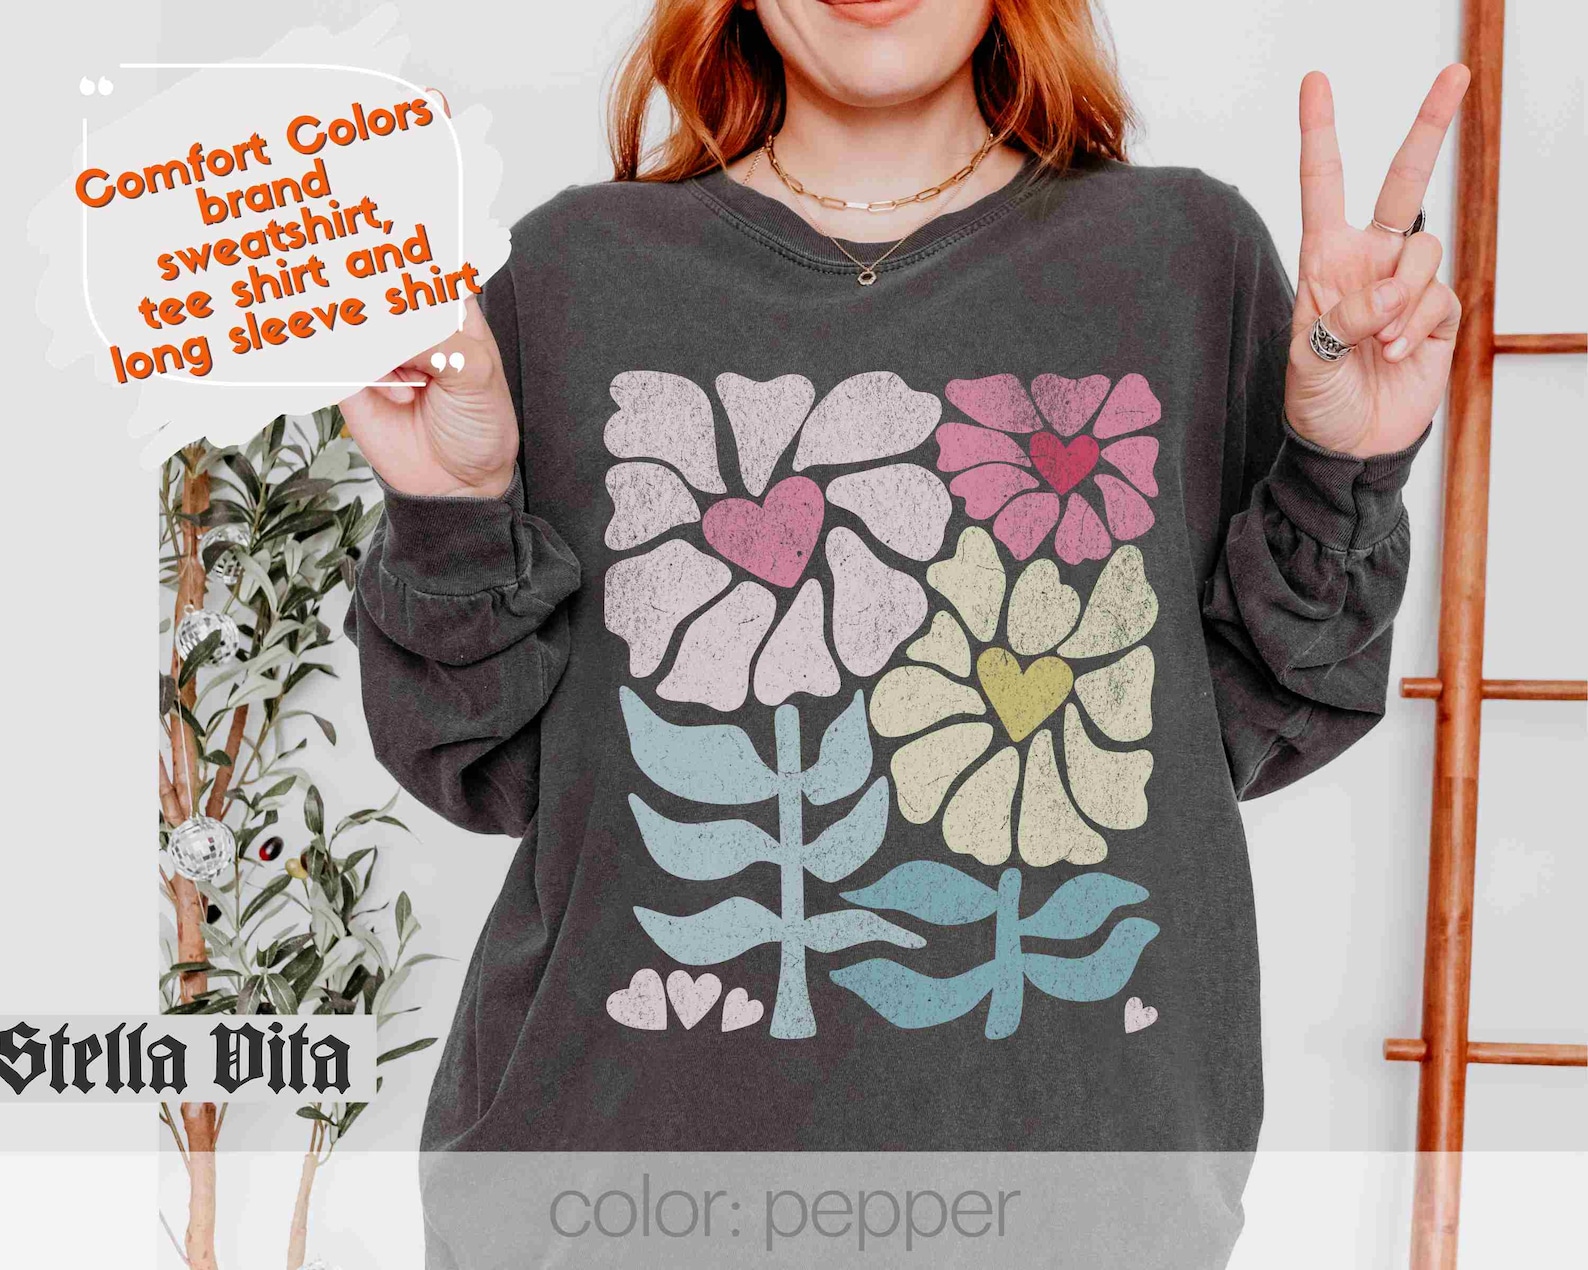 “
Comfort Colors
brand
sweatshirt,
tee shirt and
long sleeve shirt
”
Stella Vita
color: pepper